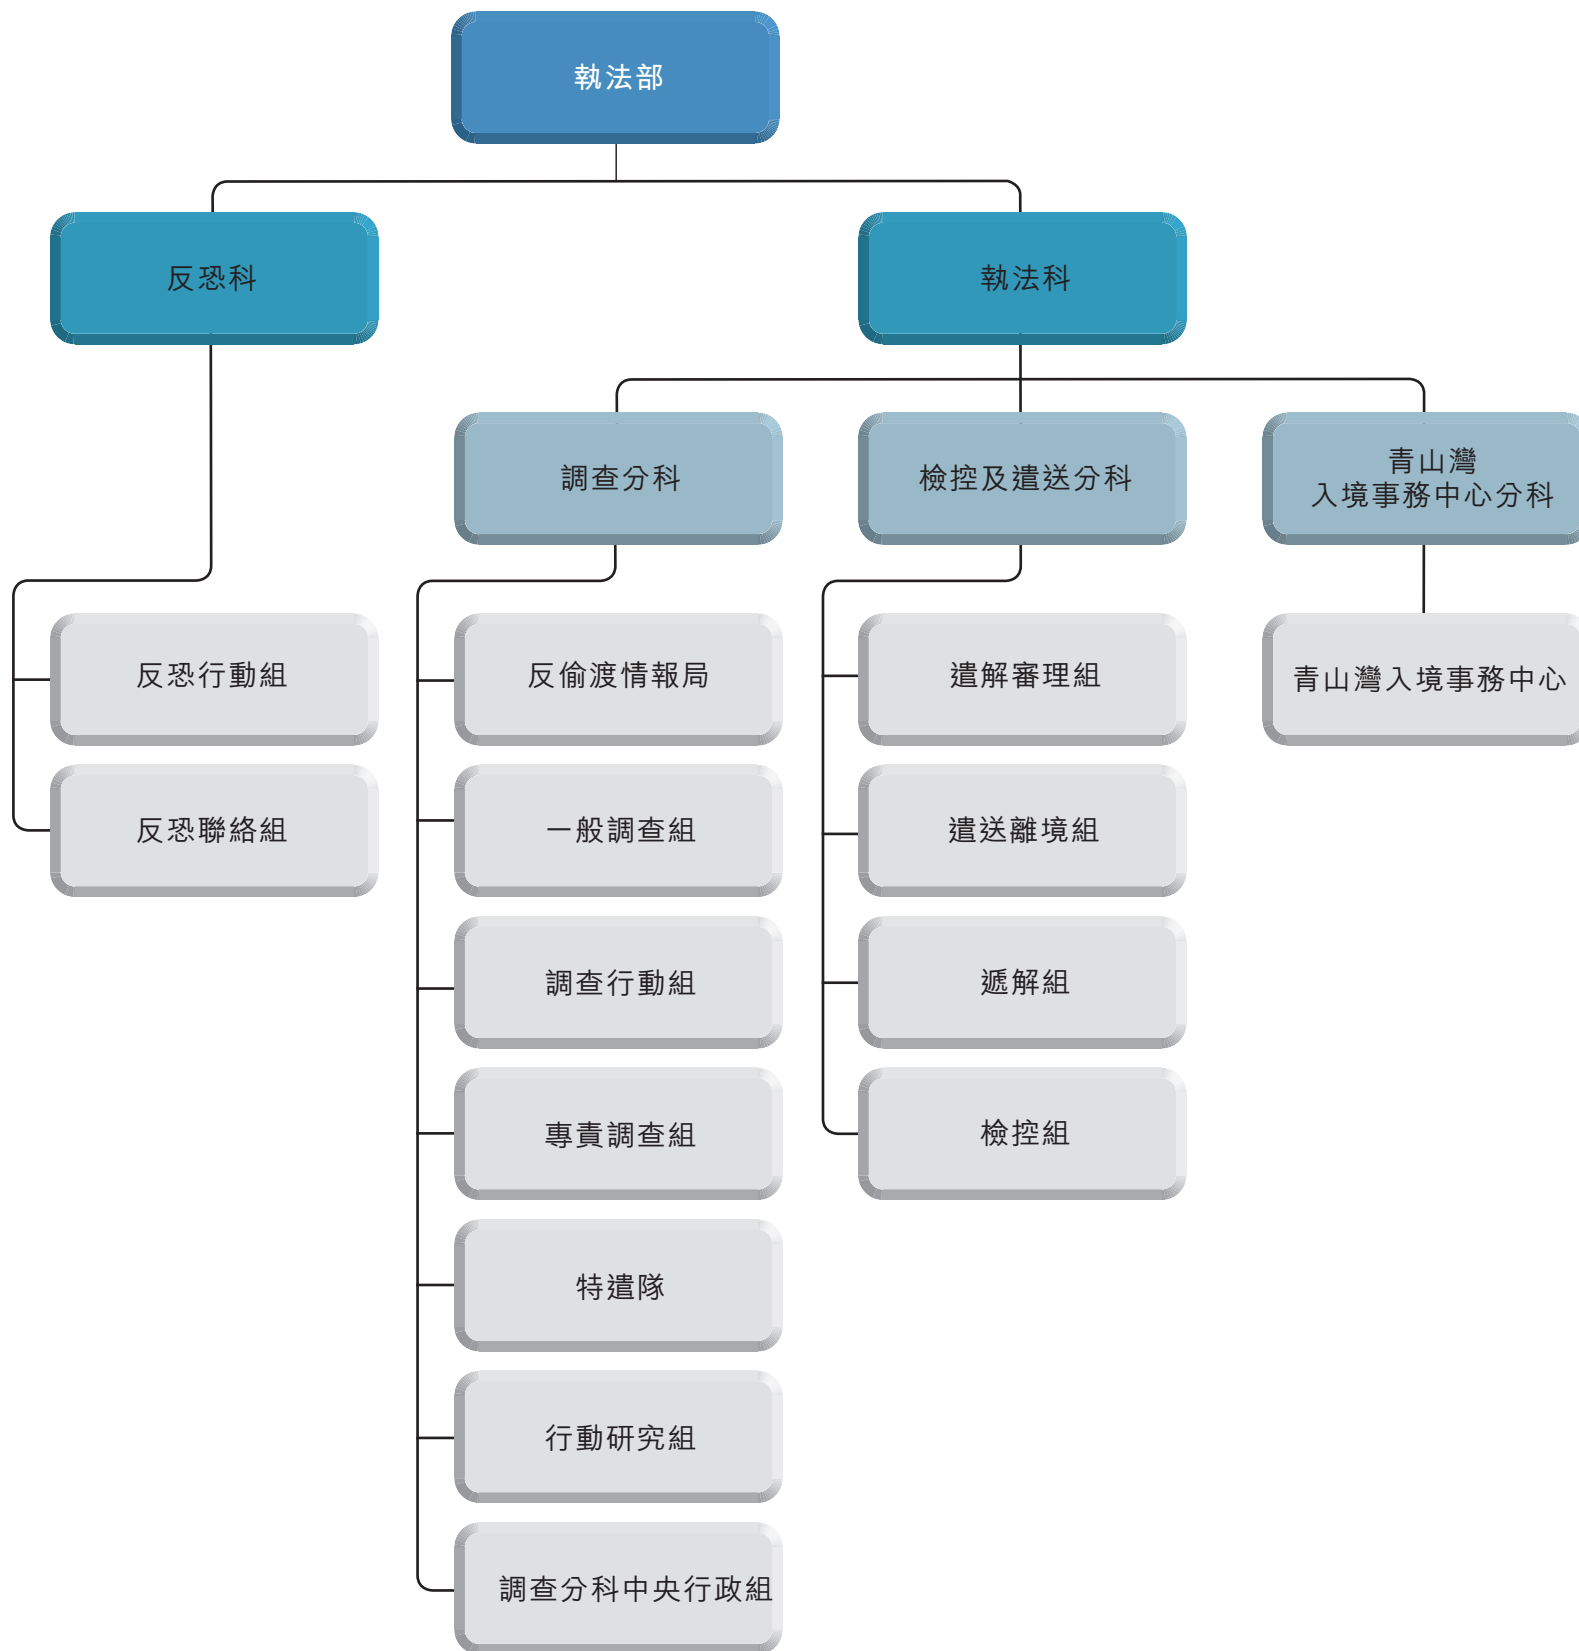 執法部
反恐科
執法科
調查分科
檢控及遣送分科
青山灣
入境事務中心分科
反恐行動組
反偷渡情報局
遣解審理組
青山灣入境事務中心
反恐聯絡組
一般調查組
遣送離境組
調查行動組
遞解組
專責調查組
檢控組
特遣隊
行動研究組
調查分科中央行政組